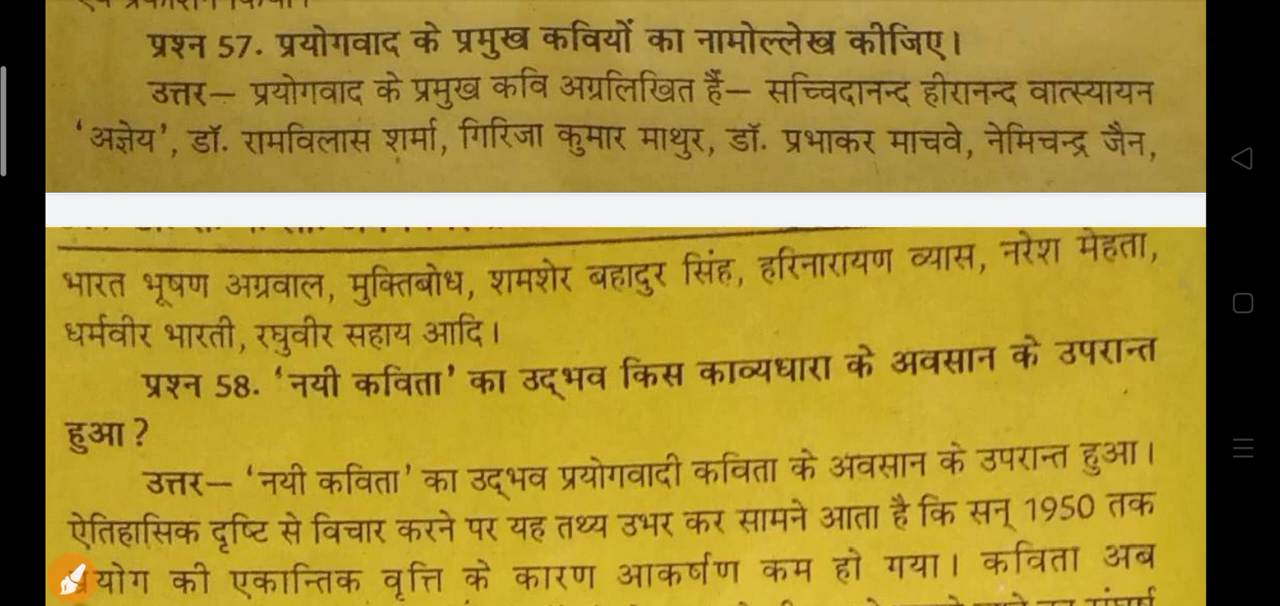 एवं प्रकाशन किया।
प्रश्न 57. प्रयोगवाद के प्रमुख कवियों का नामोल्लेख कीजिए।
उत्तर— प्रयोगवाद के प्रमुख कवि अग्रलिखित हैं— सच्चिदानन्द हीरानन्द वात्स्यायन
‘अज्ञेय’, डॉ. रामविलास शर्मा, गिरिजा कुमार माथुर, डॉ. प्रभाकर माचवे, नेमिचन्द्र जैन,
भारत भूषण अग्रवाल, मुक्तिबोध, शमशेर बहादुर सिंह, हरिनारायण व्यास, नरेश मेहता,
धर्मवीर भारती, रघुवीर सहाय आदि।
प्रश्न 58. ‘नयी कविता’ का उद्भव किस काव्यधारा के अवसान के उपरान्त
हुआ ?
उत्तर— ‘नयी कविता’ का उद्भव प्रयोगवादी कविता के अवसान के उपरान्त हुआ।
ऐतिहासिक दृष्टि से विचार करने पर यह तथ्य उभर कर सामने आता है कि सन् 1950 तक
प्रयोग की एकान्तिक वृत्ति के कारण आकर्षण कम हो गया। कविता अब